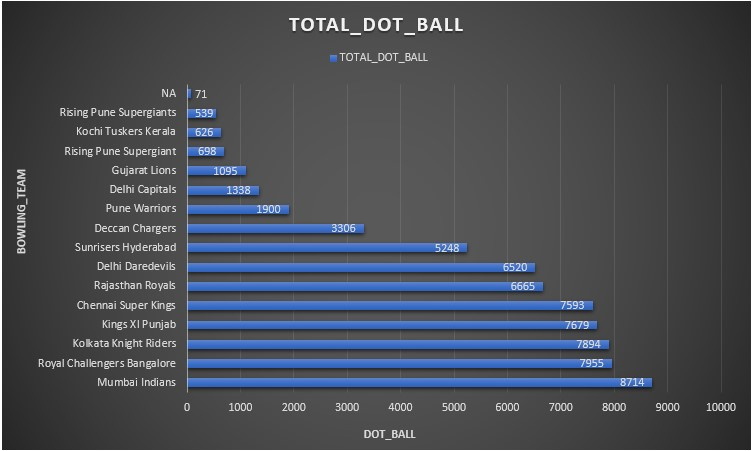 TOTAL_DOT_BALL
TOTAL_DOT_BALL
BOWLING_TEAM
NA 71
Rising Pune Supergiants 539
Kochi Tuskers Kerala 626
Rising Pune Supergiant 698
Gujarat Lions 1095
Delhi Capitals 1338
Pune Warriors 1900
Deccan Chargers 3306
Sunrisers Hyderabad 5248
Delhi Daredevils 6520
Rajasthan Royals 6665
Chennai Super Kings 7593
Kings XI Punjab 7679
Kolkata Knight Riders 7894
Royal Challengers Bangalore 7955
Mumbai Indians 8714
0 1000 2000 3000 4000 5000 6000 7000 8000 9000 10000
DOT_BALL